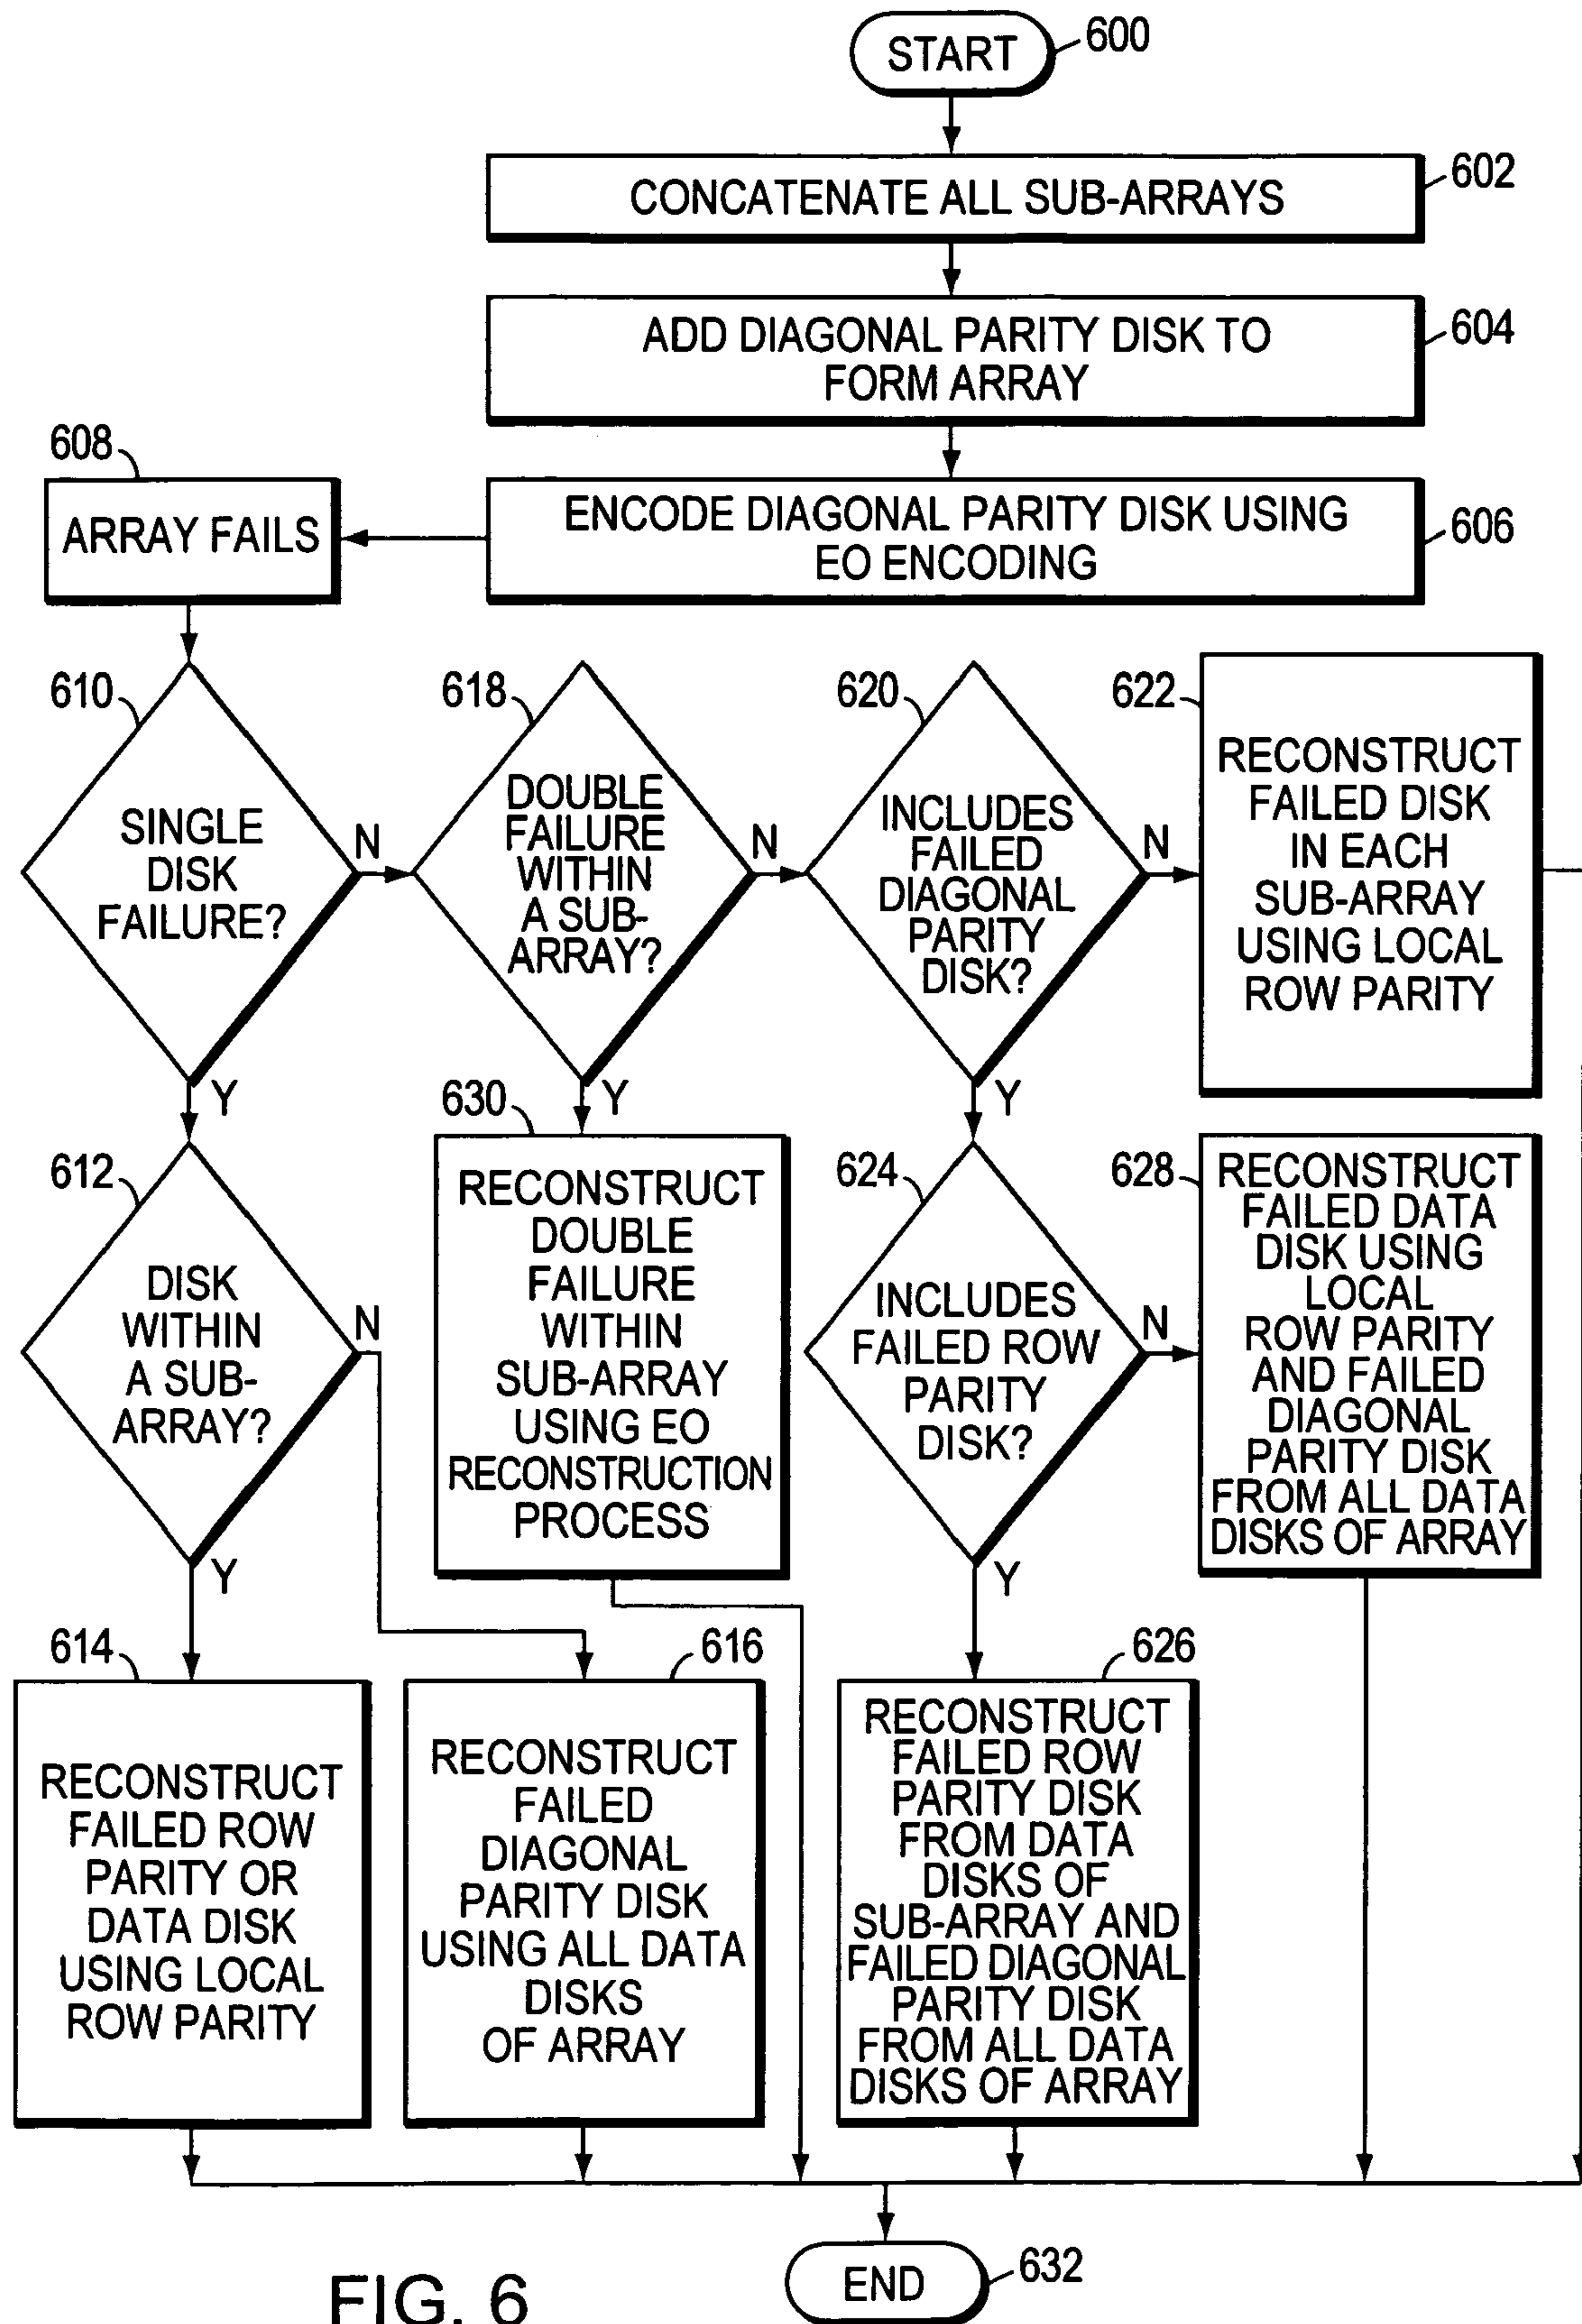 START
600
CONCATENATE ALL SUB-ARRAYS
602
ADD DIAGONAL PARITY DISK TO
FORM ARRAY
604
608
ARRAY FAILS
ENCODE DIAGONAL PARITY DISK USING
EO ENCODING
606
610
SINGLE
DISK
FAILURE?
N
Y
618
DOUBLE
FAILURE
WITHIN
A SUB-
ARRAY?
N
Y
620
INCLUDES
FAILED
DIAGONAL
PARITY
DISK?
N
Y
622
RECONSTRUCT
FAILED DISK
IN EACH
SUB-ARRAY
USING LOCAL
ROW PARITY
612
DISK
WITHIN
A SUB-
ARRAY?
N
Y
630
RECONSTRUCT
DOUBLE
FAILURE
WITHIN
SUB-ARRAY
USING EO
RECONSTRUCTION
PROCESS
624
INCLUDES
FAILED ROW
PARITY
DISK?
N
Y
628
RECONSTRUCT
FAILED DATA
DISK USING
LOCAL
ROW PARITY
AND FAILED
DIAGONAL
PARITY DISK
FROM ALL DATA
DISKS OF ARRAY
614
RECONSTRUCT
FAILED ROW
PARITY OR
DATA DISK
USING LOCAL
ROW PARITY
616
RECONSTRUCT
FAILED
DIAGONAL
PARITY DISK
USING ALL DATA
DISKS
OF ARRAY
626
RECONSTRUCT
FAILED ROW
PARITY DISK
FROM DATA
DISKS OF
SUB-ARRAY AND
FAILED DIAGONAL
PARITY DISK
FROM ALL DATA
DISKS OF ARRAY
END
632
FIG. 6